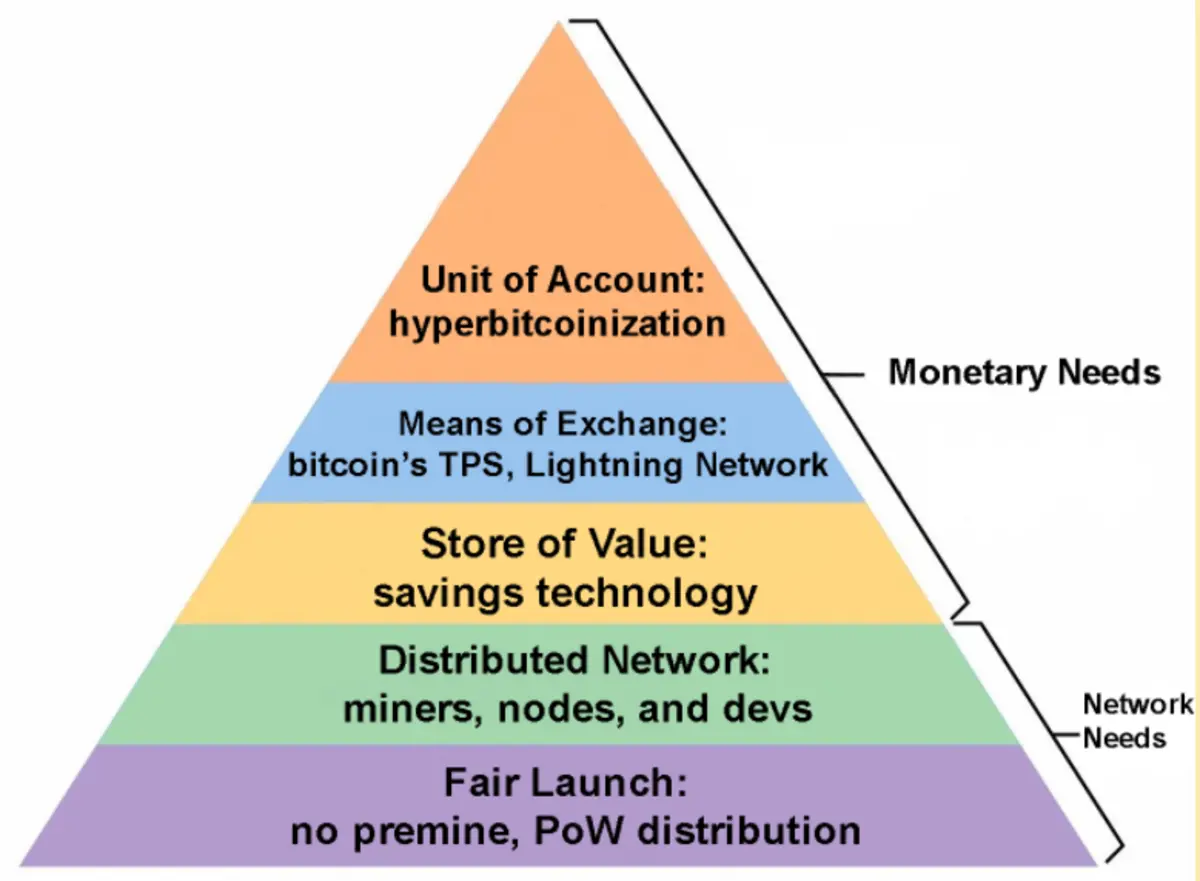 Unit of Account:
hyperbitcoinization
Monetary Needs
Means of Exchange:
bitcoin’s TPS, Lightning Network
Store of Value:
savings technology
Distributed Network:
miners, nodes, and devs
Network
Needs
Fair Launch:
no premine, PoW distribution